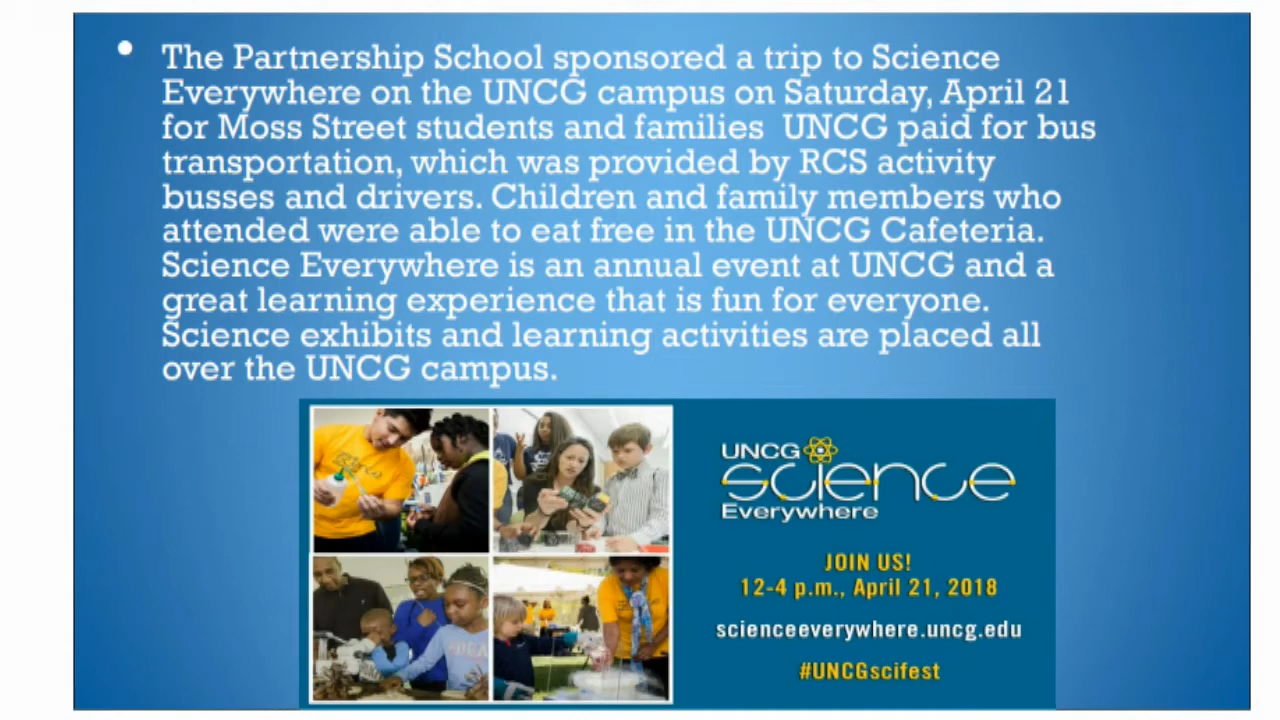 • The Partnership School sponsored a trip to Science
Everywhere on the UNCG campus on Saturday, April 21
for Moss Street students and families  UNCG paid for bus
transportation, which was provided by RCS activity
busses and drivers. Children and family members who
attended were able to eat free in the UNCG Cafeteria.
Science Everywhere is an annual event at UNCG and a
great learning experience that is fun for everyone.
Science exhibits and learning activities are placed all
over the UNCG campus.
UNCG
science
Everywhere
JOIN US!
12-4 p.m., April 21, 2018
scienceeverywhere.uncg.edu
#UNCGscifest